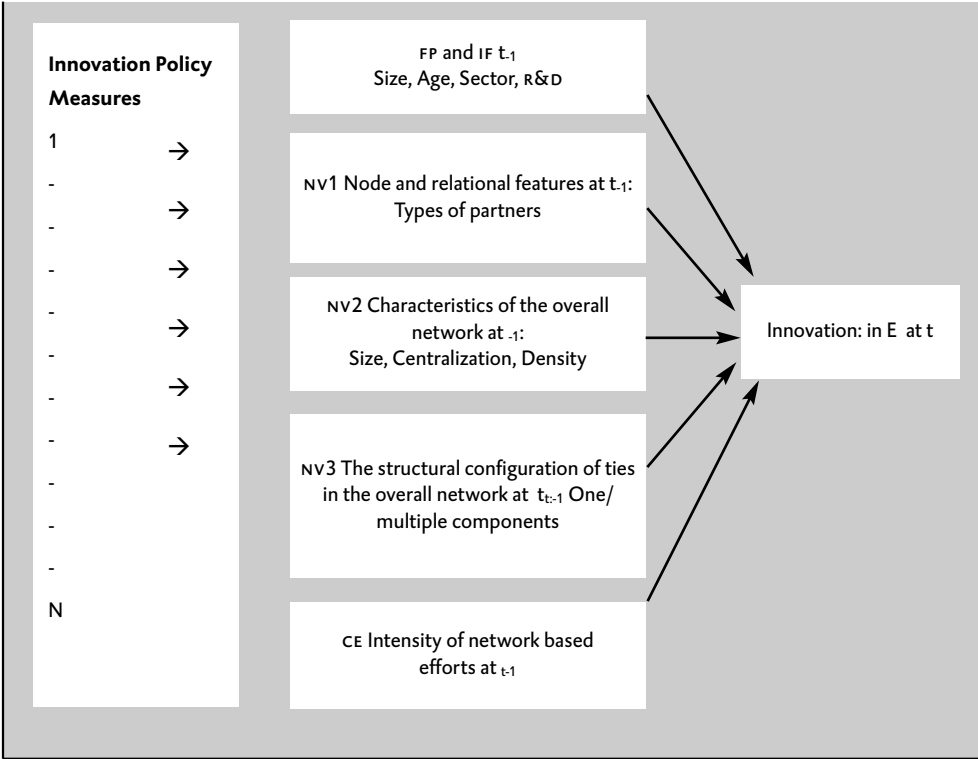 Innovation Policy
Measures
1
-
-
-
-
-
-
-
-
-
-
N
→
→
→
→
→
→
FP and IF t-1
Size, Age, Sector, R&D
NV1 Node and relational features at t-1:
Types of partners
NV2 Characteristics of the overall
network at -1:
Size, Centralization, Density
NV3 The structural configuration of ties
in the overall network at t t:-1 One/
multiple components
CE Intensity of network based
efforts at t-1
Innovation: in E at t